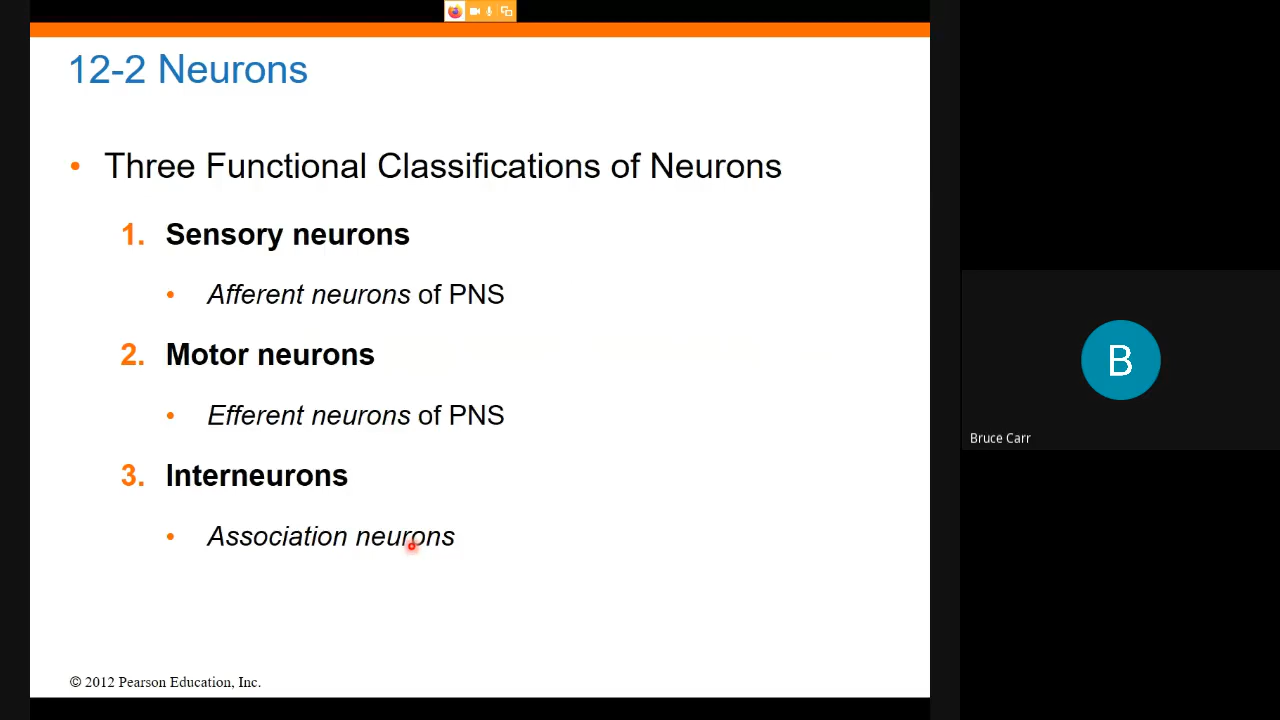 12-2 Neurons
• Three Functional Classifications of Neurons
1. Sensory neurons
• Afferent neurons of PNS
2. Motor neurons
• Efferent neurons of PNS
3. Interneurons
• Association neurons
© 2012 Pearson Education, Inc.
B
Bruce Carr